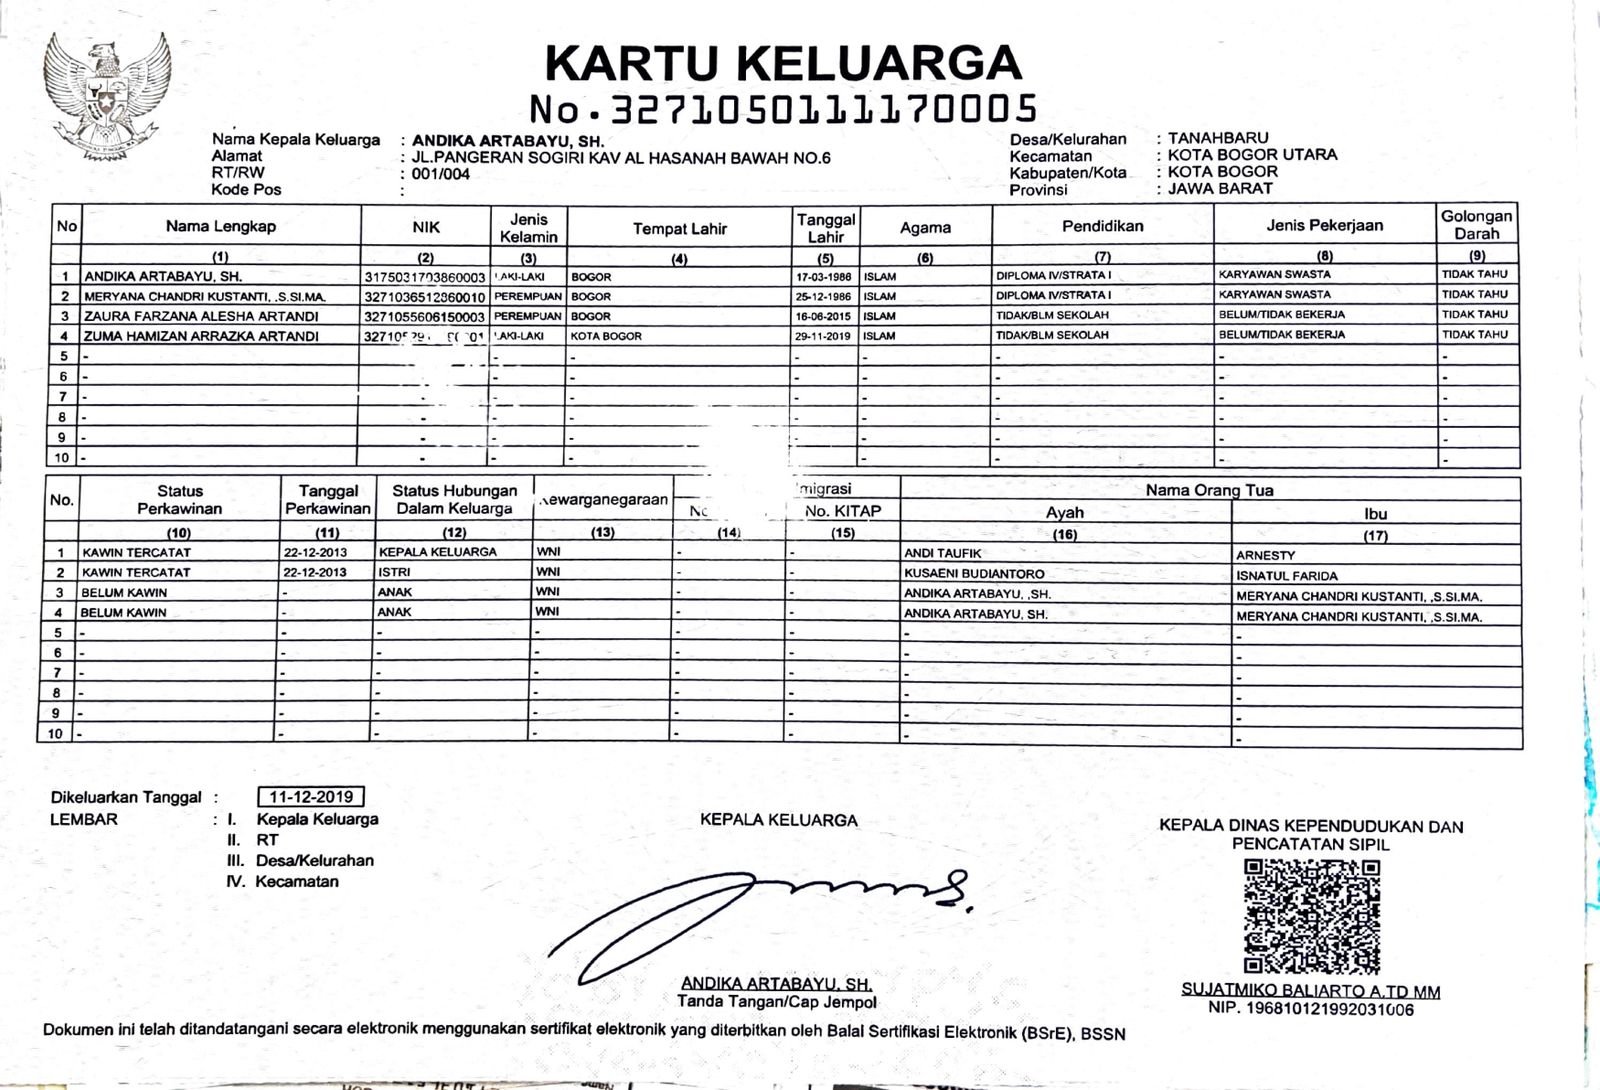 KARTU KELUARGA
No. 3271050111170005
Nama Kepala Keluarga : ANDIKA ARTABAYU, SH.
Alamat : JL.PANGERAN SOGIRI KAV AL HASANAH BAWAH NO.6
RT/RW : 001/004
Kode Pos :
Desa/Kelurahan : TANAHBARU
Kecamatan : KOTA BOGOR UTARA
Kabupaten/Kota : KOTA BOGOR
Provinsi : JAWA BARAT
No Nama Lengkap NIK Jenis Kelamin Tempat Lahir Tanggal Lahir Agama Pendidikan Jenis Pekerjaan Golongan Darah
(1) (2) (3) (4) (5) (6) (7) (8) (9)
1 ANDIKA ARTABAYU, SH. 3175031703860003 LAKI-LAKI BOGOR 17-03-1986 ISLAM DIPLOMA IV/STRATA I KARYAWAN SWASTA TIDAK TAHU
2 MERYANA CHANDRI KUSTANTI, ,S.SI.MA. 3271036512860010 PEREMPUAN BOGOR 25-12-1986 ISLAM DIPLOMA IV/STRATA I KARYAWAN SWASTA TIDAK TAHU
3 ZAURA FARZANA ALESHA ARTANDI 3271055606150003 PEREMPUAN BOGOR 16-06-2015 ISLAM TIDAK/BLM SEKOLAH BELUM/TIDAK BEKERJA TIDAK TAHU
4 ZUMA HAMIZAN ARRAZKA ARTANDI LAKI-LAKI KOTA BOGOR 29-11-2019 ISLAM TIDAK/BLM SEKOLAH BELUM/TIDAK BEKERJA TIDAK TAHU
5 - - - - - - - -
6 - - - - - - - -
7 - - - - - - - - -
8 - - - - - - - - -
9 - - - - - - - - -
10 - - - - - - - - -
No. Status Perkawinan Tanggal Perkawinan Status Hubungan Dalam Keluarga Kewarganegaraan Imigrasi No. KITAP Nama Orang Tua Ayah Ibu
(10) (11) (12) (13) (14) (15) (16) (17)
1 KAWIN TERCATAT 22-12-2013 KEPALA KELUARGA WNI - - ANDI TAUFIK ARNESTY
2 KAWIN TERCATAT 22-12-2013 ISTRI WNI - - KUSAENI BUDIANTORO ISNATUL FARIDA
3 BELUM KAWIN - ANAK WNI - - ANDIKA ARTABAYU, ,SH. MERYANA CHANDRI KUSTANTI, ,S.SI.MA.
4 BELUM KAWIN - ANAK WNI - - ANDIKA ARTABAYU, SH. MERYANA CHANDRI KUSTANTI, ,S.SI.MA.
5 - - - - - - - -
6 - - - - - - - -
7 - - - - - - - -
8 - - - - - - - -
9 - - - - - - - -
10 - - - - - - - -
Dikeluarkan Tanggal : 11-12-2019
LEMBAR : I. Kepala Keluarga
II. RT
III. Desa/Kelurahan
IV. Kecamatan
KEPALA KELUARGA
ANDIKA ARTABAYU, SH.
Tanda Tangan/Cap Jempol
KEPALA DINAS KEPENDUDUKAN DAN
PENCATATAN SIPIL
SUJATMIKO BALIARTO A.TD MM
NIP. 196810121992031006
Dokumen ini telah ditandatangani secara elektronik menggunakan sertifikat elektronik yang diterbitkan oleh Balai Sertifikasi Elektronik (BSrE), BSSN